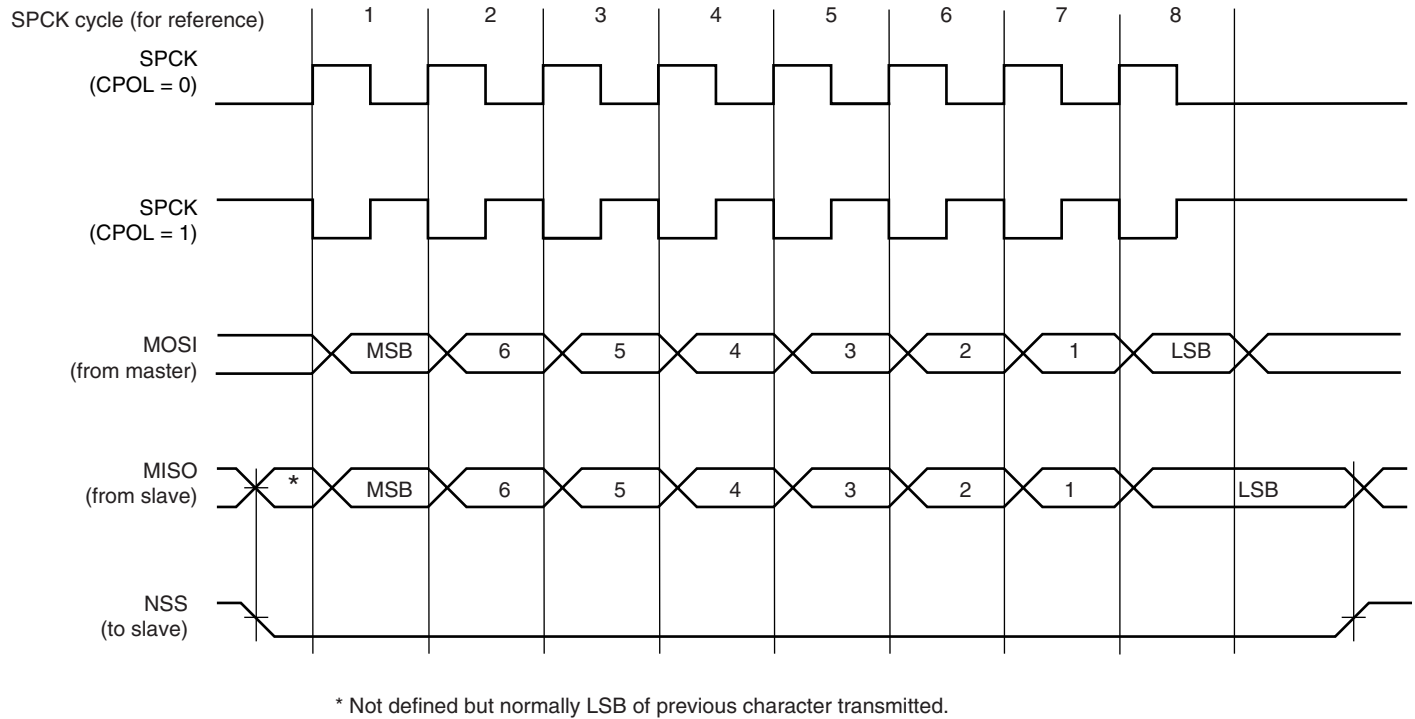 SPCK cycle (for reference) 1 2 3 4 5 6 7 8
SPCK
(CPOL = 0)
SPCK
(CPOL = 1)
MOSI
(from master)
MSB 6 5 4 3 2 1 LSB
MISO
(from slave)
* MSB 6 5 4 3 2 1 LSB
NSS
(to slave)
* Not defined but normally LSB of previous character transmitted.